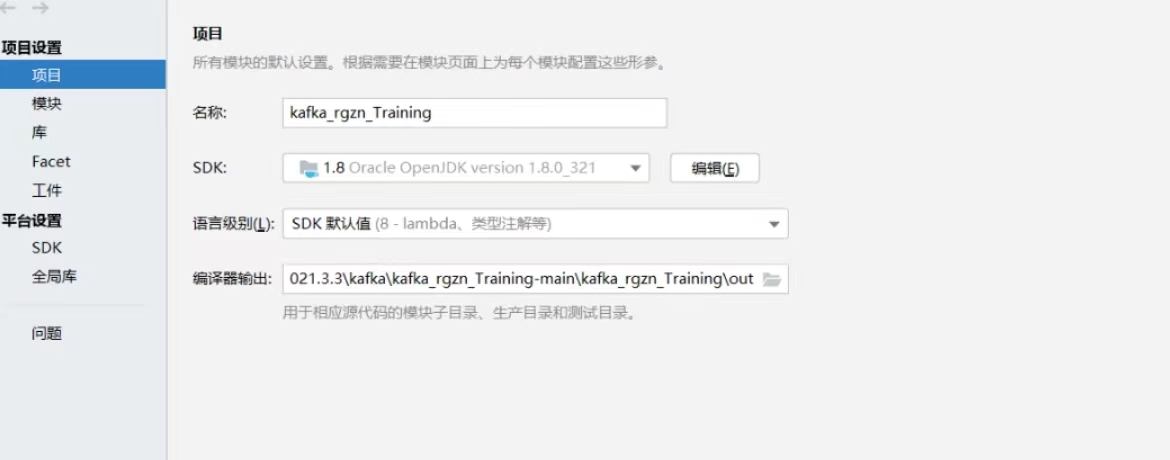 项目设置
项目
模块
库
Facet
工件
平台设置
SDK
全局库
问题
项目
所有模块的默认设置。根据需要在模块页面上为每个模块配置这些形参。
名称: kafka_rgzn_Training
SDK: 1.8 Oracle OpenJDK version 1.8.0_321 编辑(E)
语言级别(L): SDK 默认值 (8 - lambda、类型注解等)
编译器输出: 021.3.3\kafka\kafka_rgzn_Training-main\kafka_rgzn_Training\out
用于相应源代码的模块子目录、生产目录和测试目录。